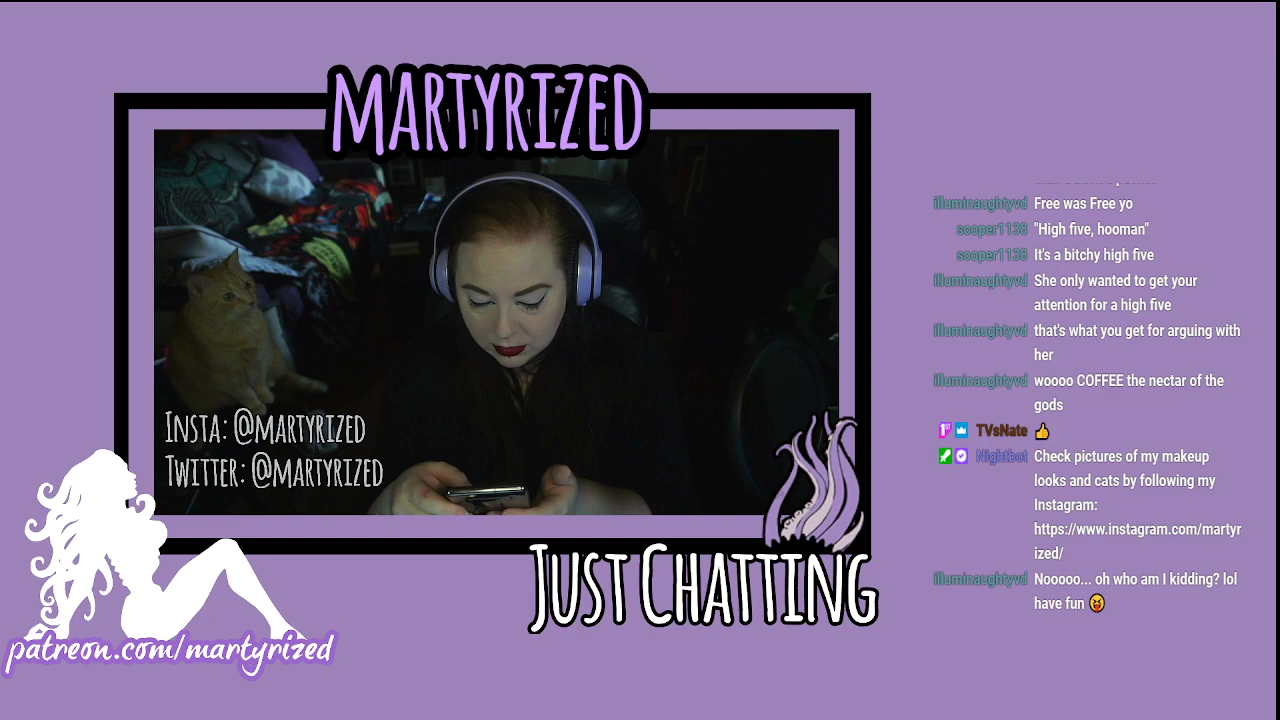 MARTYRIZED
INSTA: @MARTYRIZED
TWITTER: @MARTYRIZED
JUST CHATTING
patreon.com/martyrized
illuminaughtyvd Free was Free yo
sooper1138 "High five, hooman"
sooper1138 It's a bitchy high five
illuminaughtyvd She only wanted to get your
attention for a high five
illuminaughtyvd that's what you get for arguing with
her
illuminaughtyvd woooo COFFEE the nectar of the
gods
TVsNate 👍
Nightbot Check pictures of my makeup
looks and cats by following my
Instagram:
https://www.instagram.com/martyr
ized/
illuminaughtyvd Nooooo... oh who am I kidding? lol
have fun 😝